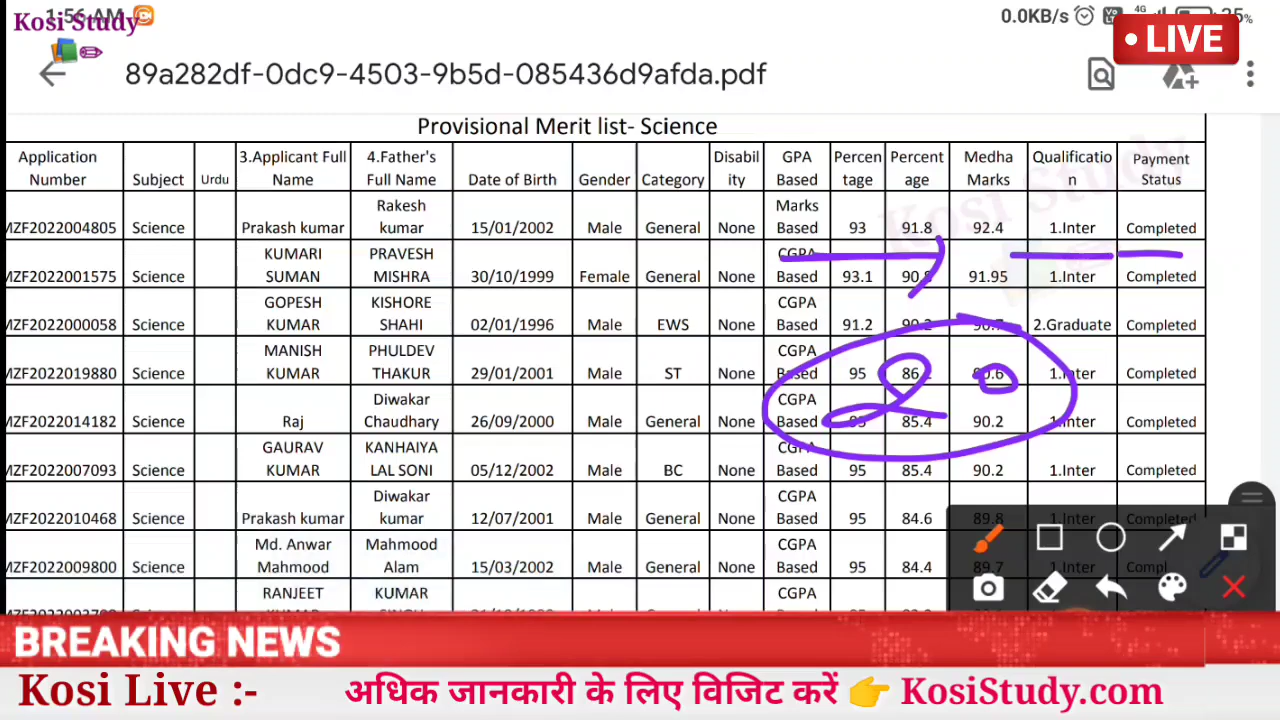 1:56 AM
Kosi Study
0.0KB/s
4G
LIVE
89a282df-0dc9-4503-9b5d-085436d9afda.pdf
Provisional Merit list- Science
Application Number Subject Urdu 3.Applicant Full Name 4.Father's Full Name Date of Birth Gender Category Disability GPA Based Percentage Percentage Medha Marks Qualification Payment Status
MZF2022004805 Science Prakash kumar Rakesh kumar 15/01/2002 Male General None Marks Based 93 91.8 92.4 1.Inter Completed
MZF2022001575 Science KUMARI SUMAN PRAVESH MISHRA 30/10/1999 Female General None CGPA Based 93.1 91.95 1.Inter Completed
MZF2022000058 Science GOPESH KUMAR KISHORE SHAHI 02/01/1996 Male EWS None CGPA Based 91.2 90.2 90.7 2.Graduate Completed
MZF2022019880 Science MANISH KUMAR PHULDEV THAKUR 29/01/2001 Male ST None CGPA Based 95 1.Inter Completed
MZF2022014182 Science Raj Diwakar Chaudhary 26/09/2000 Male General None CGPA Based 85.4 90.2 1.Inter Completed
MZF2022007093 Science GAURAV KUMAR KANHAIYA LAL SONI 05/12/2002 Male BC None CGPA Based 95 85.4 90.2 1.Inter Completed
MZF2022010468 Science Prakash kumar Diwakar kumar 12/07/2001 Male General None CGPA Based 95 84.6 89.8 1.Inter Completed
MZF2022009800 Science Md. Anwar Mahmood Mahmood Alam 15/03/2002 Male General None CGPA Based 95 84.4 89.7 1.Inter Compl
RANJEET KUMAR CGPA
20
Kosi Study
BREAKING NEWS
Kosi Live :- अधिक जानकारी के लिए विजिट करें 👉 KosiStudy.com